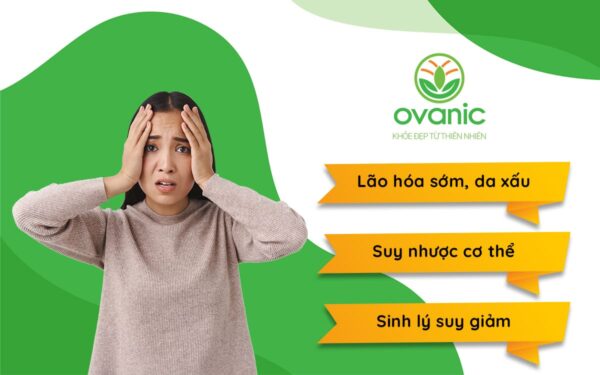 ovanic
KHỎE ĐẸP TỪ THIÊN NHIÊN
Lão hóa sớm, da xấu
Suy nhược cơ thể
Sinh lý suy giảm